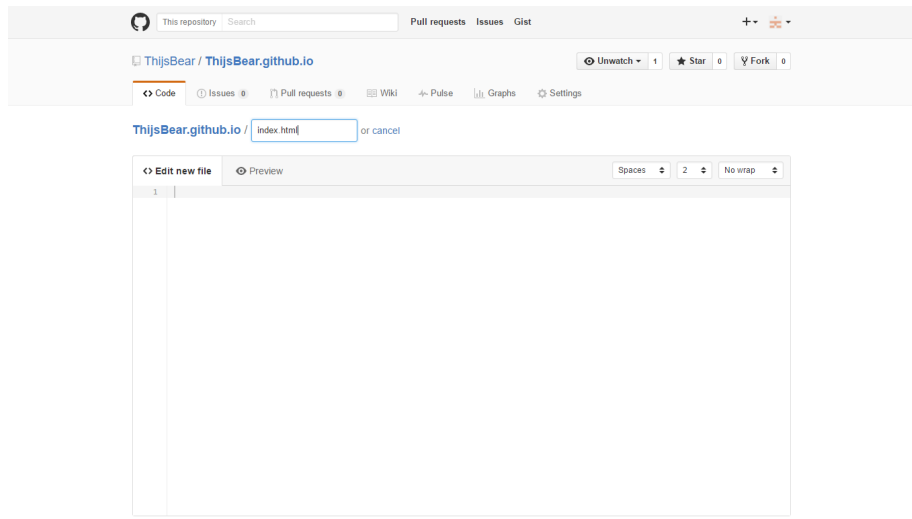 This repository Search Pull requests Issues Gist
ThijsBear / ThijsBear.github.io Unwatch 1 Star 0 Fork 0
Code Issues 0 Pull requests 0 Wiki Pulse Graphs Settings
ThijsBear.github.io / index.html or cancel
Edit new file Preview Spaces 2 No wrap
1